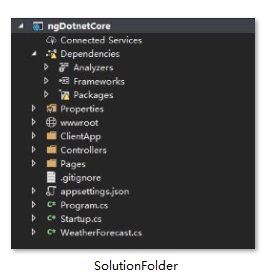 ngDotnetCore
Connected Services
Dependencies
Analyzers
Frameworks
Packages
Properties
wwwroot
ClientApp
Controllers
Pages
.gitignore
appsettings.json
C# Program.cs
C# Startup.cs
C# WeatherForecast.cs
SolutionFolder